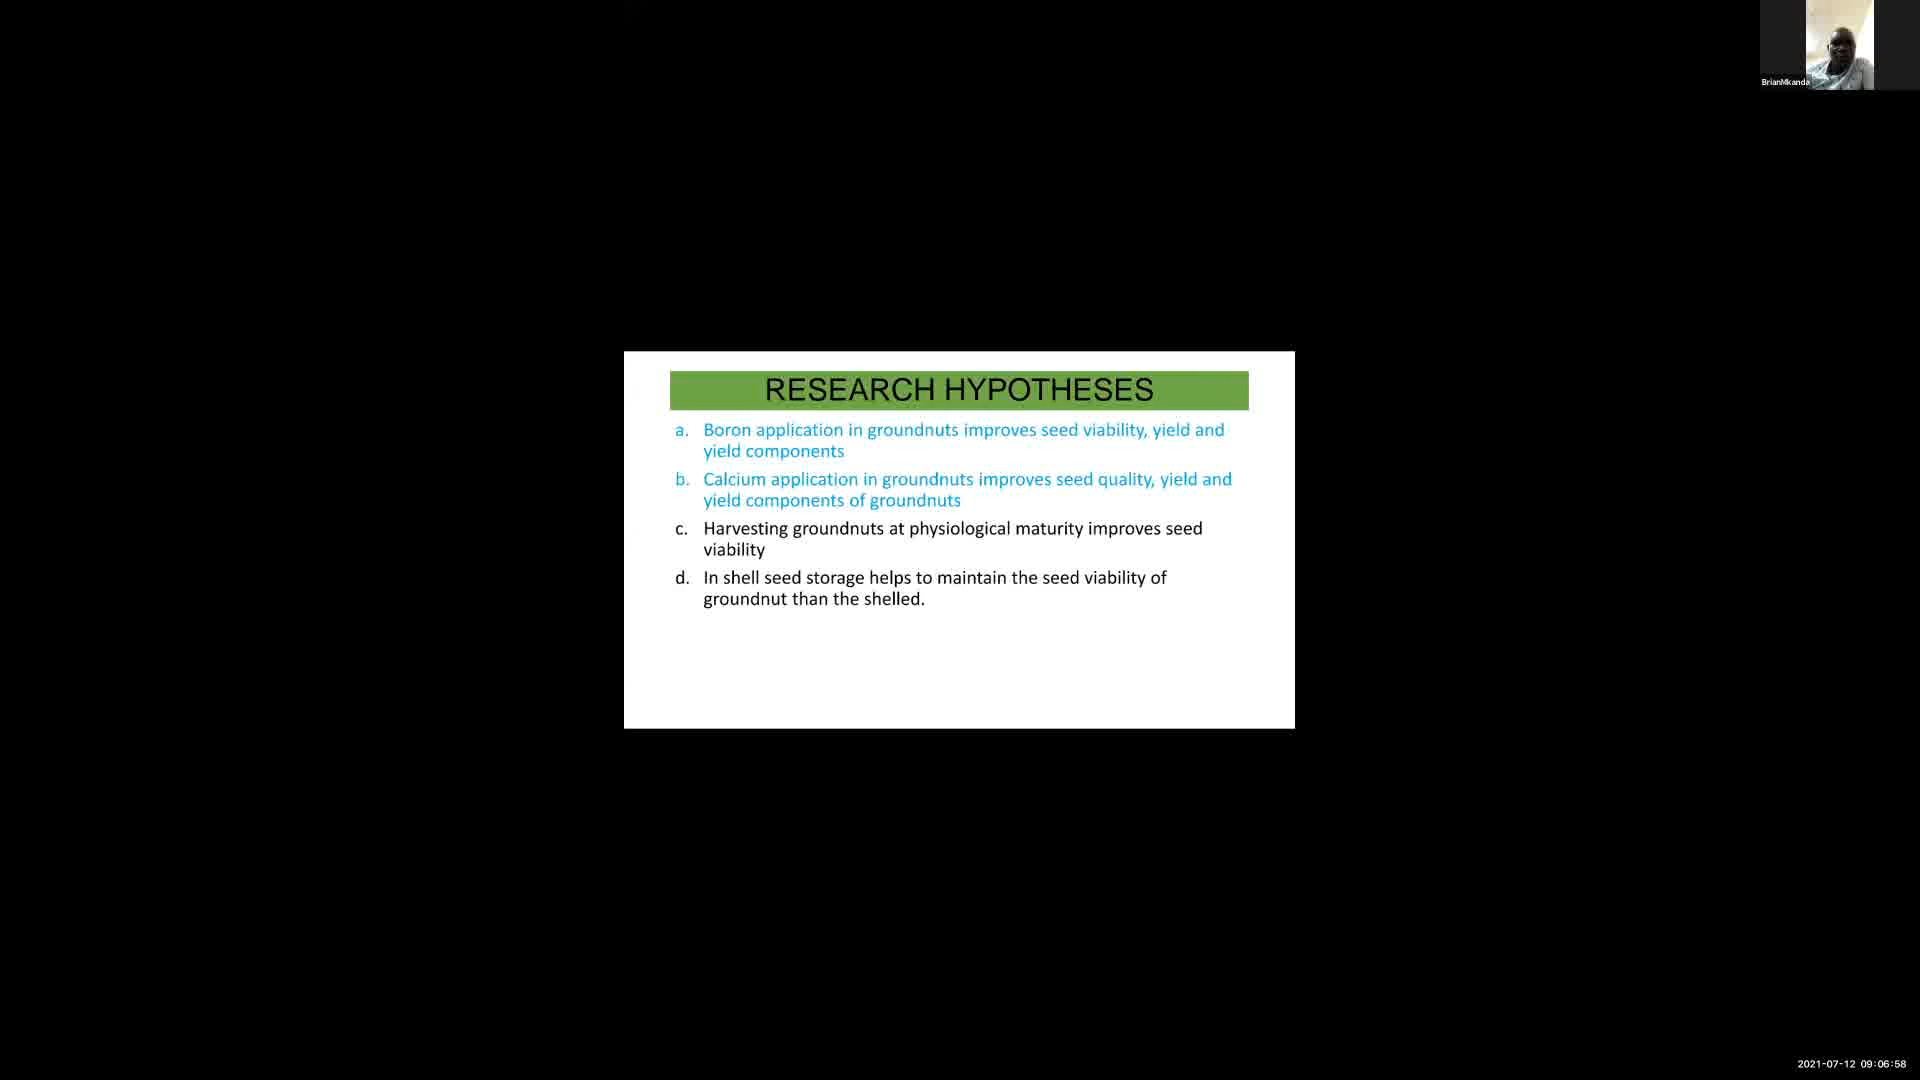 BrianMkanda
RESEARCH HYPOTHESES
a. Boron application in groundnuts improves seed viability, yield and
yield components
b. Calcium application in groundnuts improves seed quality, yield and
yield components of groundnuts
c. Harvesting groundnuts at physiological maturity improves seed
viability
d. In shell seed storage helps to maintain the seed viability of
groundnut than the shelled.
2021-07-12 09:06:58